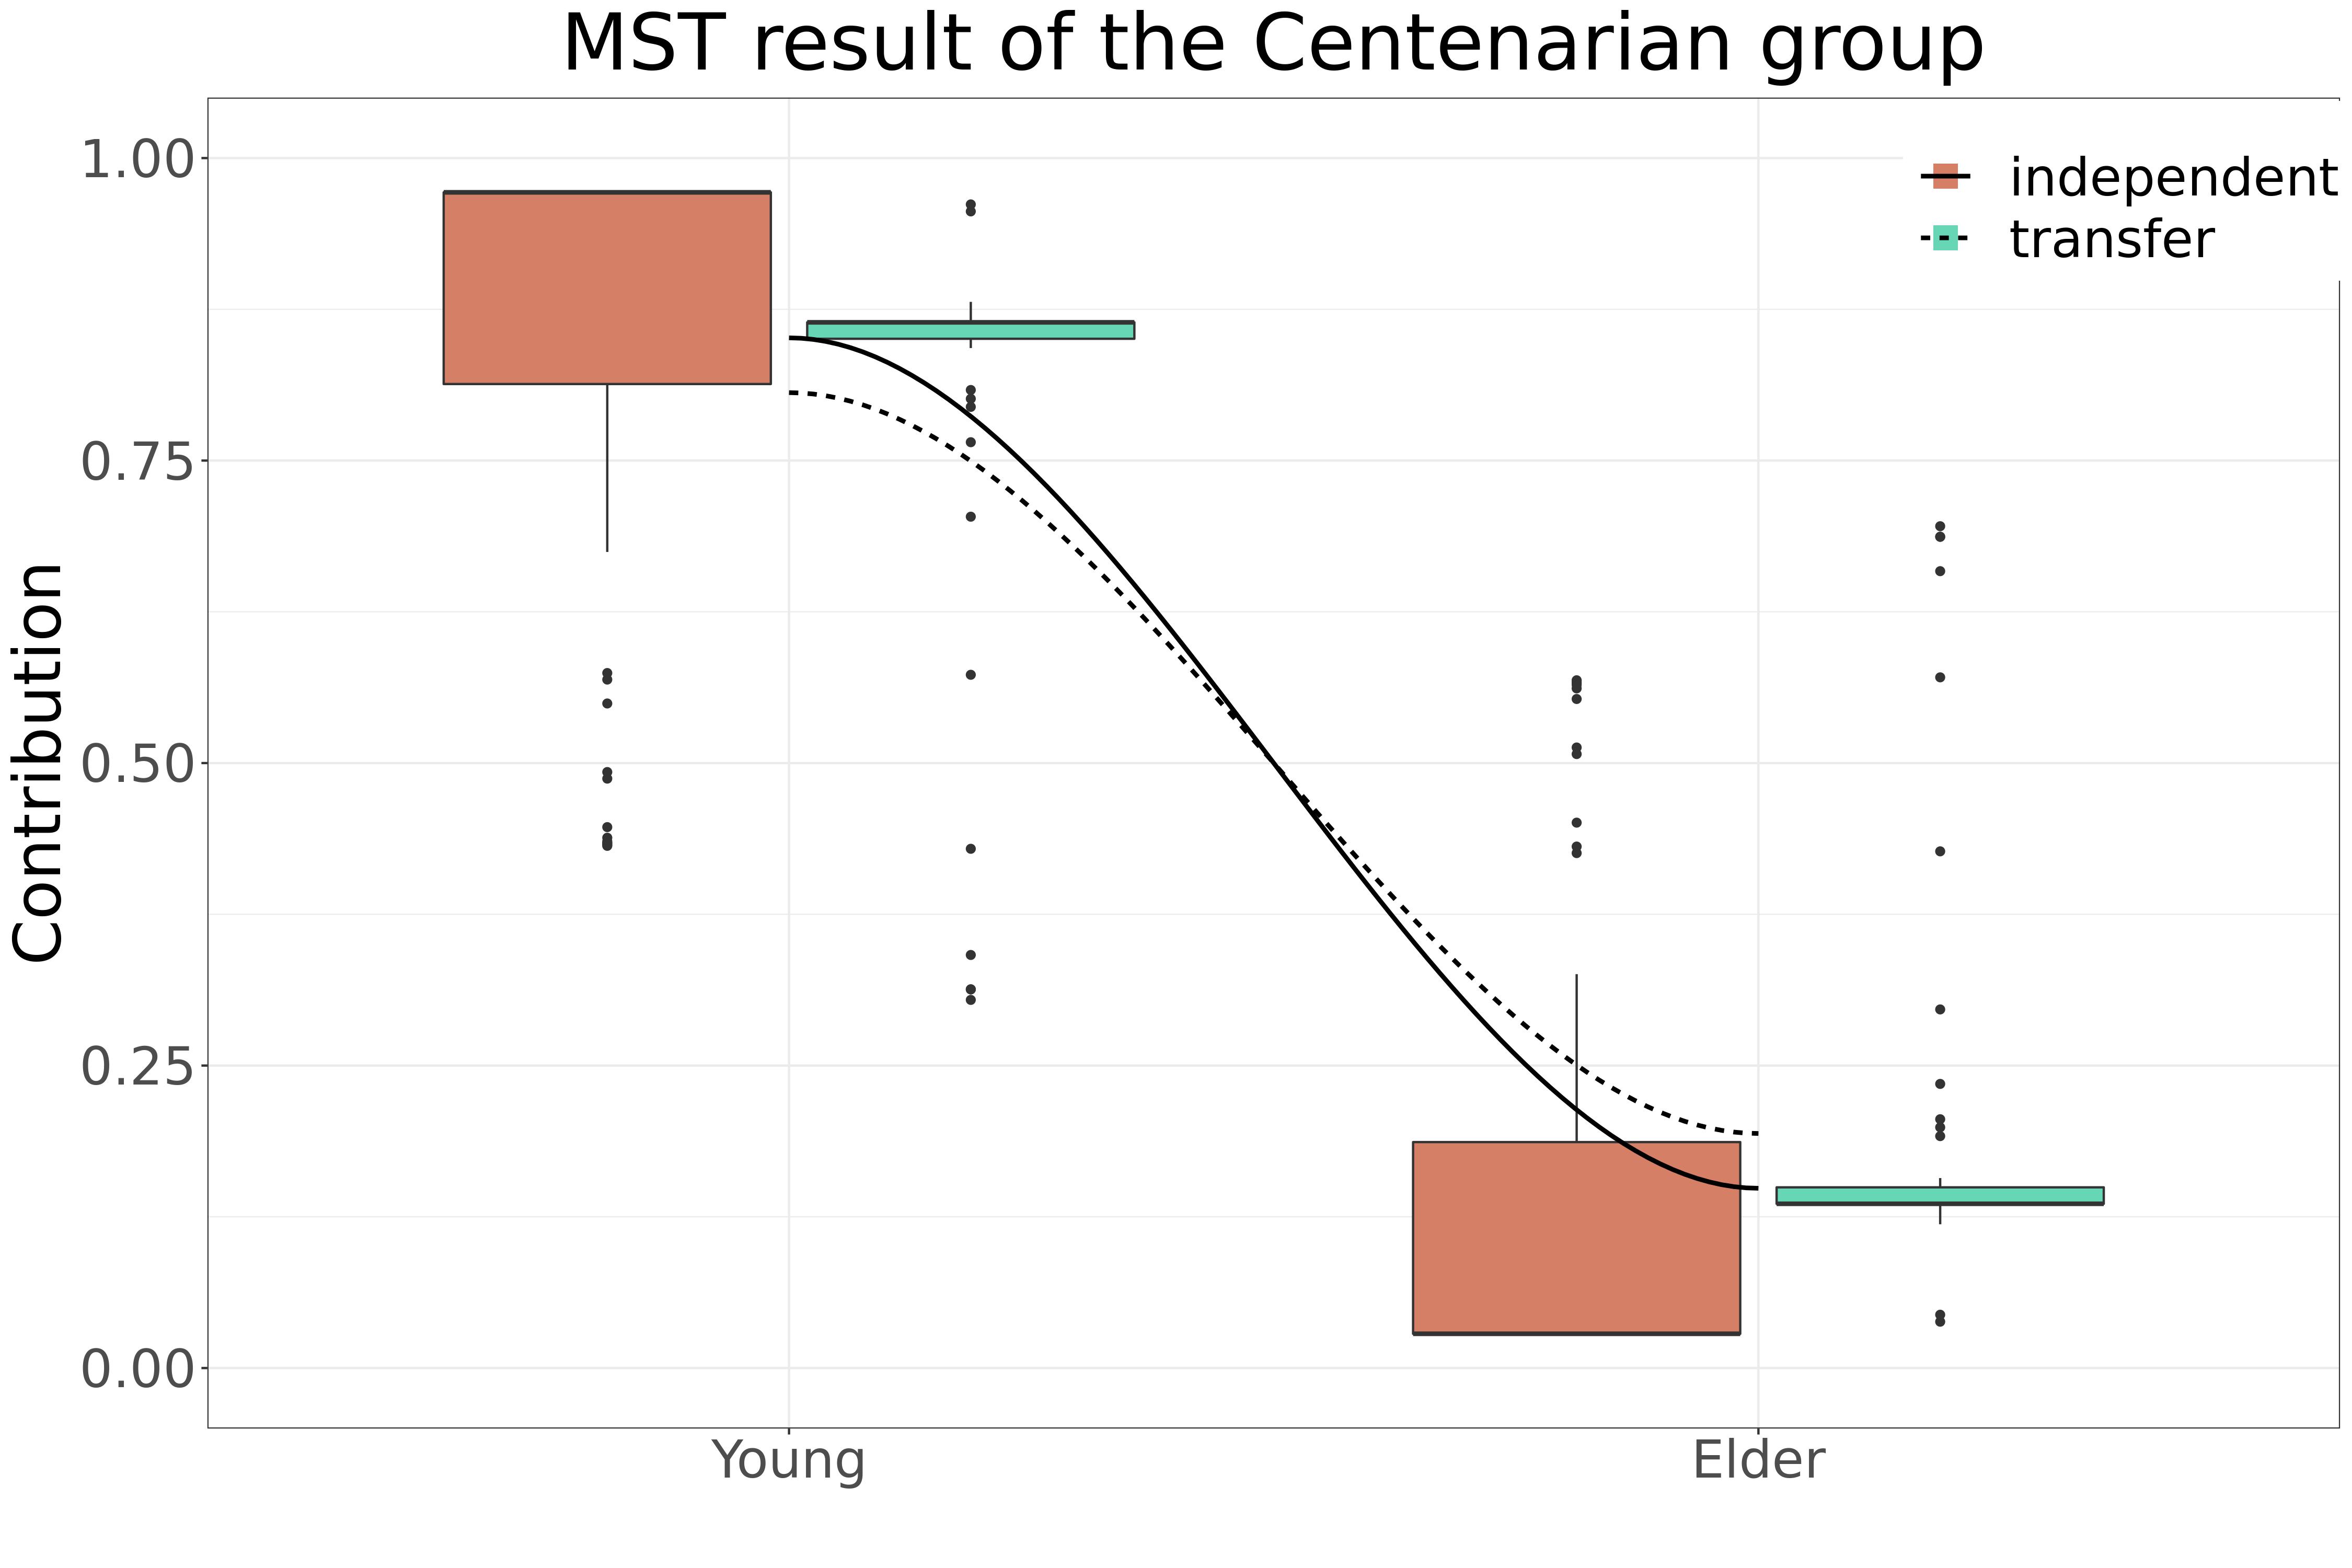 MST result of the Centenarian group
Contribution
1.00
0.75
0.50
0.25
0.00
independent
transfer
Young
Elder